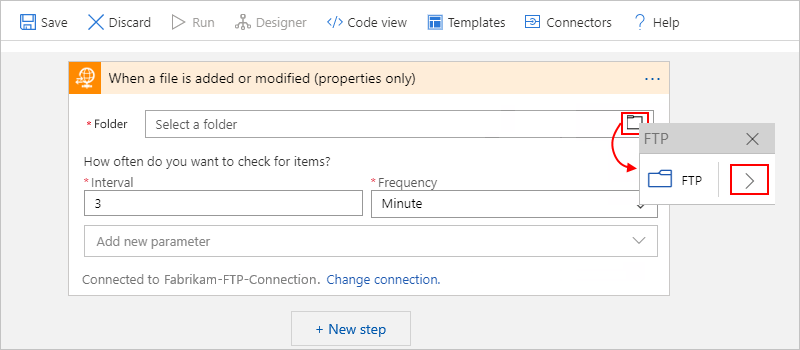 Save Discard Run Designer Code view Templates Connectors ? Help
When a file is added or modified (properties only) ...
* Folder Select a folder
FTP
FTP
How often do you want to check for items?
* Interval * Frequency
3 Minute
Add new parameter
Connected to Fabrikam-FTP-Connection. Change connection.
+ New step